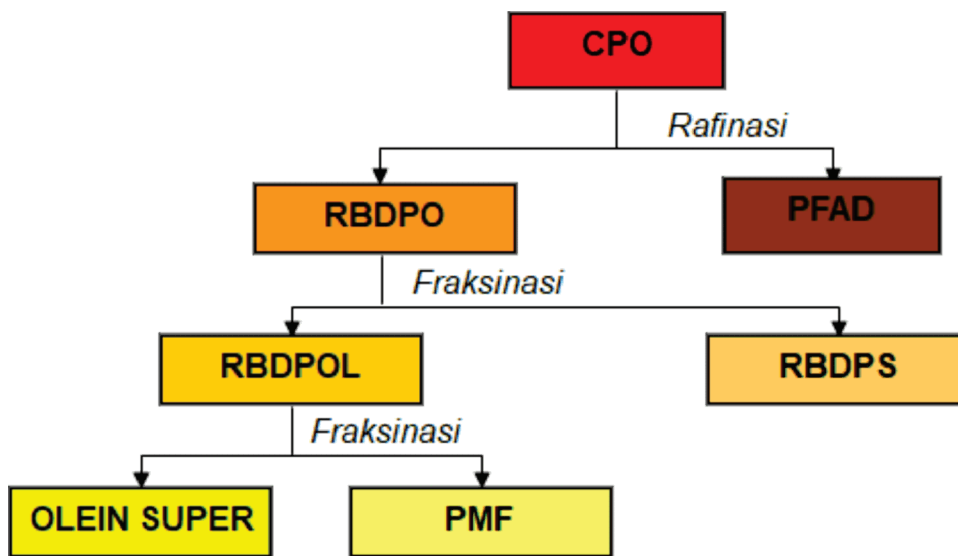 CPO
Rafinasi
RBDPO
PFAD
Fraksinasi
RBDPOL
RBDPS
Fraksinasi
OLEIN SUPER
PMF